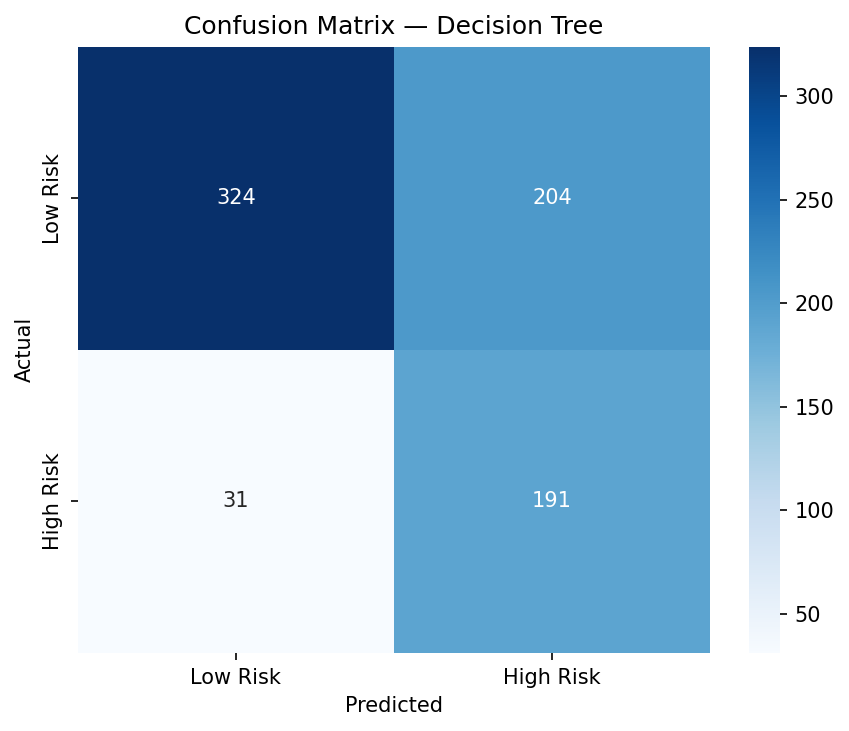 Confusion Matrix — Decision Tree
Actual
Low Risk
High Risk
324
204
31
191
Low Risk
High Risk
Predicted
300
250
200
150
100
50